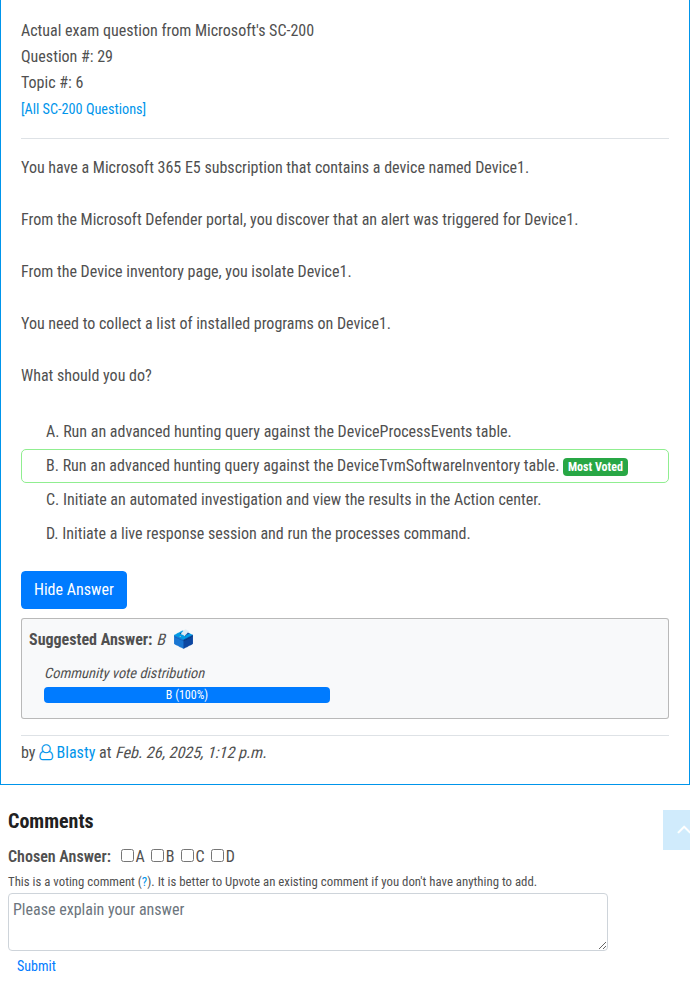 Actual exam question from Microsoft's SC-200
Question #: 29
Topic #: 6
[All SC-200 Questions]
You have a Microsoft 365 E5 subscription that contains a device named Device1.
From the Microsoft Defender portal, you discover that an alert was triggered for Device1.
From the Device inventory page, you isolate Device1.
You need to collect a list of installed programs on Device1.
What should you do?
A. Run an advanced hunting query against the DeviceProcessEvents table.
B. Run an advanced hunting query against the DeviceTvmSoftwareInventory table. Most Voted
C. Initiate an automated investigation and view the results in the Action center.
D. Initiate a live response session and run the processes command.
Hide Answer
Suggested Answer: B
Community vote distribution
B (100%)
by Blasty at Feb. 26, 2025, 1:12 p.m.
Comments
Chosen Answer: A B C D
This is a voting comment (?). It is better to Upvote an existing comment if you don't have anything to add.
Please explain your answer
Submit